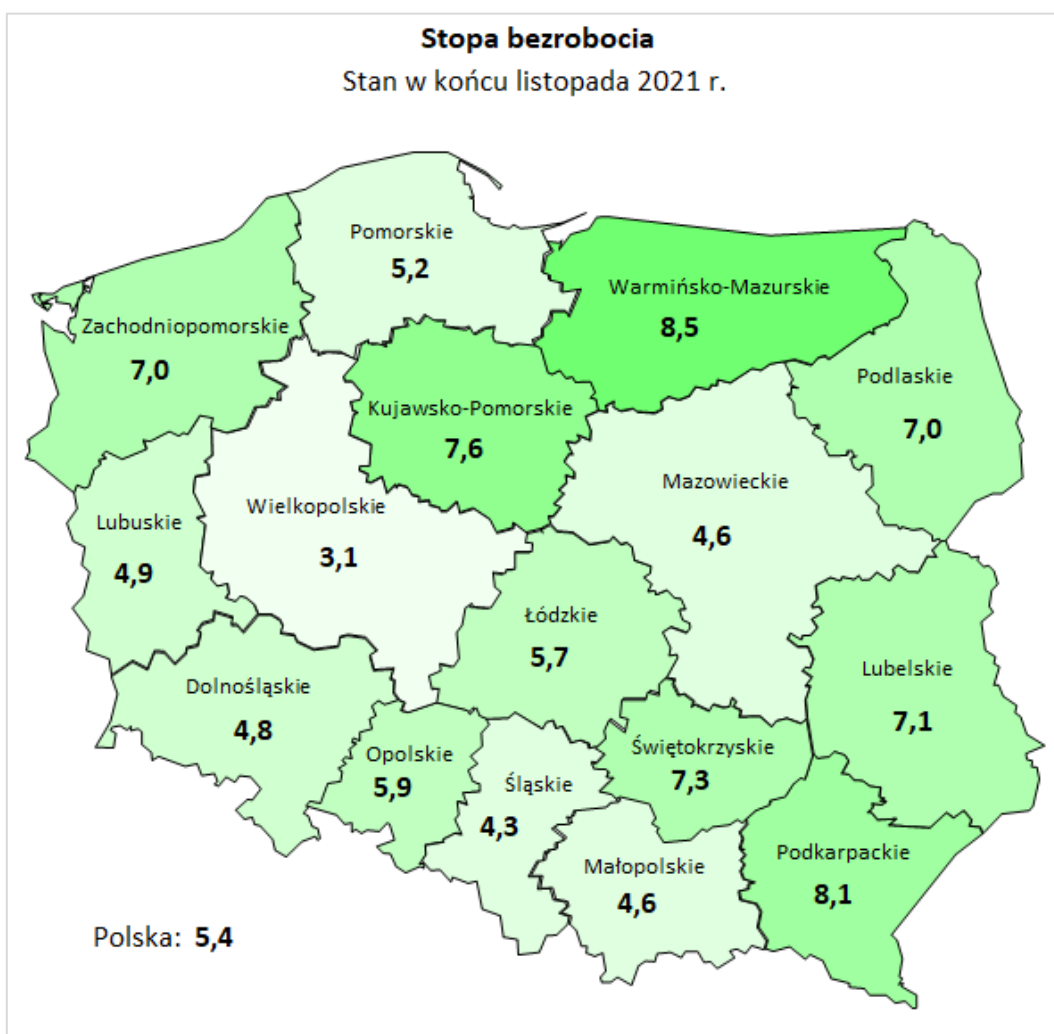 Stopa bezrobocia
Stan w końcu listopada 2021 r.
Pomorskie
5,2
Warmińsko-Mazurskie
8,5
Zachodniopomorskie
7,0
Podlaskie
7,0
Kujawsko-Pomorskie
7,6
Mazowieckie
4,6
Wielkopolskie
3,1
Lubuskie
4,9
Łódzkie
5,7
Lubelskie
7,1
Dolnośląskie
4,8
Opolskie
5,9
Śląskie
4,3
Świętokrzyskie
7,3
Małopolskie
4,6
Podkarpackie
8,1
Polska: 5,4